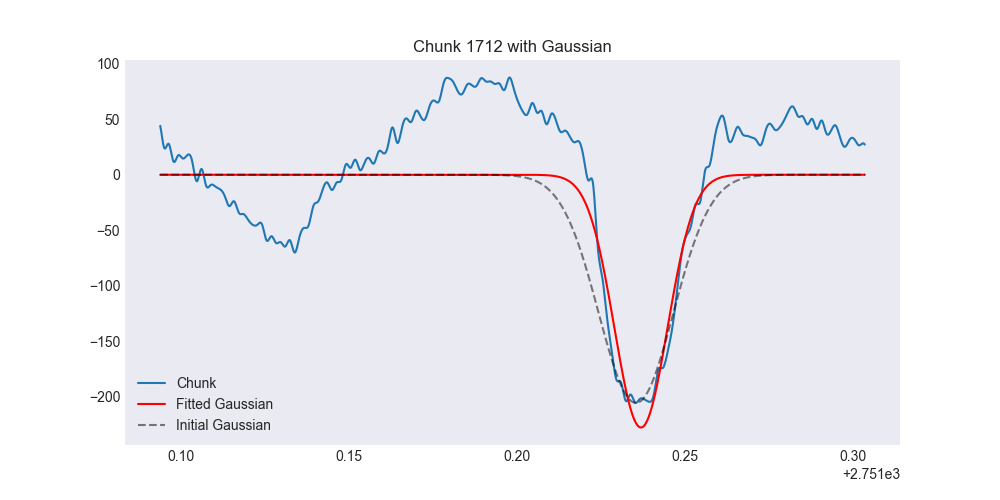 Chunk 1712 with Gaussian
100
50
0
−50
−100
−150
−200
Chunk
Fitted Gaussian
Initial Gaussian
0.10 0.15 0.20 0.25 0.30
+2.751e3